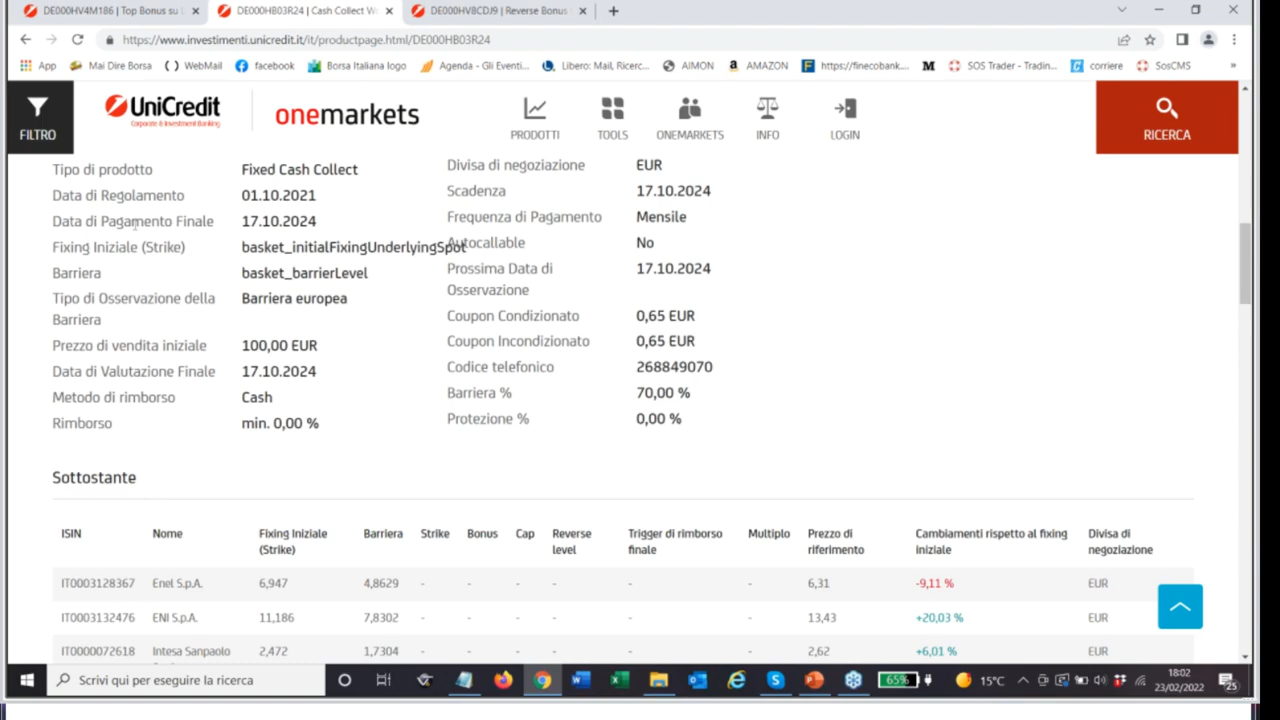 DE000HV4M186 | Top Bonus su
DE000HB03R24 | Cash Collect W
DE000HV8CDJ9 | Reverse Bonus
https://www.investimenti.unicredit.it/it/productpage.html/DE000HB03R24
App Mai Dire Borsa WebMail facebook Borsa Italiana logo Agenda - Gli Eventi... Libero: Mail, Ricerc... AIMON AMAZON https://finecobank.... SOS Trader - Tradin... corriere SosCMS »
FILTRO
UniCredit
Corporate & Investment Banking
onemarkets
PRODOTTI TOOLS ONEMARKETS INFO LOGIN
RICERCA
Tipo di prodotto Fixed Cash Collect
Data di Regolamento 01.10.2021
Data di Pagamento Finale 17.10.2024
Fixing Iniziale (Strike) basket_initialFixingUnderlyingSpot
Barriera basket_barrierLevel
Tipo di Osservazione della Barriera europea
Barriera
Prezzo di vendita iniziale 100,00 EUR
Data di Valutazione Finale 17.10.2024
Metodo di rimborso Cash
Rimborso min. 0,00 %
Divisa di negoziazione EUR
Scadenza 17.10.2024
Frequenza di Pagamento Mensile
Autocallable No
Prossima Data di 17.10.2024
Osservazione
Coupon Condizionato 0,65 EUR
Coupon Incondizionato 0,65 EUR
Codice telefonico 268849070
Barriera % 70,00 %
Protezione % 0,00 %
Sottostante
ISIN Nome Fixing Iniziale Barriera Strike Bonus Cap Reverse Trigger di rimborso Multiplo Prezzo di Cambiamenti rispetto al fixing Divisa di
(Strike) level finale riferimento iniziale negoziazione
IT0003128367 Enel S.p.A. 6,947 4,8629 - - - - - - 6,31 -9,11 % EUR
IT0003132476 ENI S.p.A. 11,186 7,8302 - - - - - - 13,43 +20,03 % EUR
IT0000072618 Intesa Sanpaolo 2,472 1,7304 - - - - - - 2,62 +6,01 % EUR
Scrivi qui per eseguire la ricerca
65%
15°C
18:02
23/02/2022
25